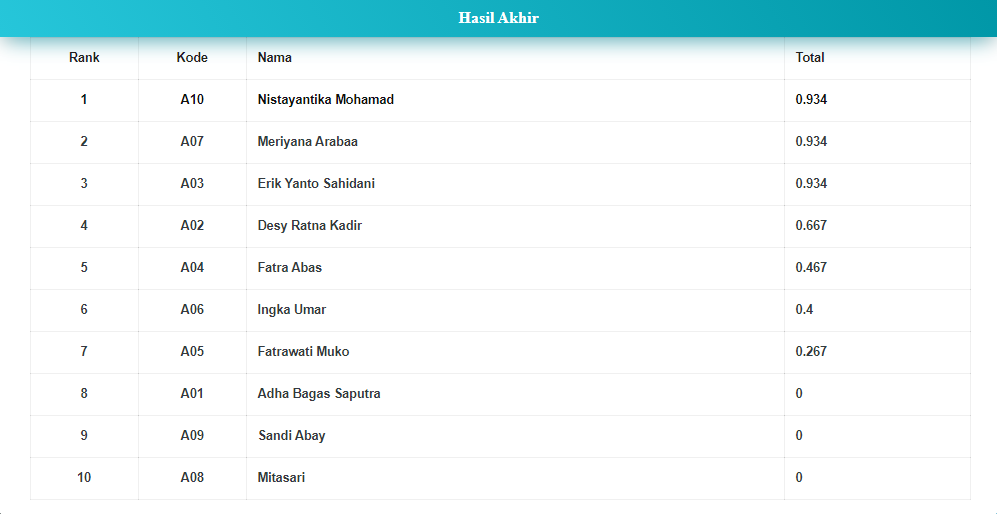 Hasil Akhir
Rank Kode Nama Total
1 A10 Nistayantika Mohamad 0.934
2 A07 Meriyana Arabaa 0.934
3 A03 Erik Yanto Sahidani 0.934
4 A02 Desy Ratna Kadir 0.667
5 A04 Fatra Abas 0.467
6 A06 Ingka Umar 0.4
7 A05 Fatrawati Muko 0.267
8 A01 Adha Bagas Saputra 0
9 A09 Sandi Abay 0
10 A08 Mitasari 0